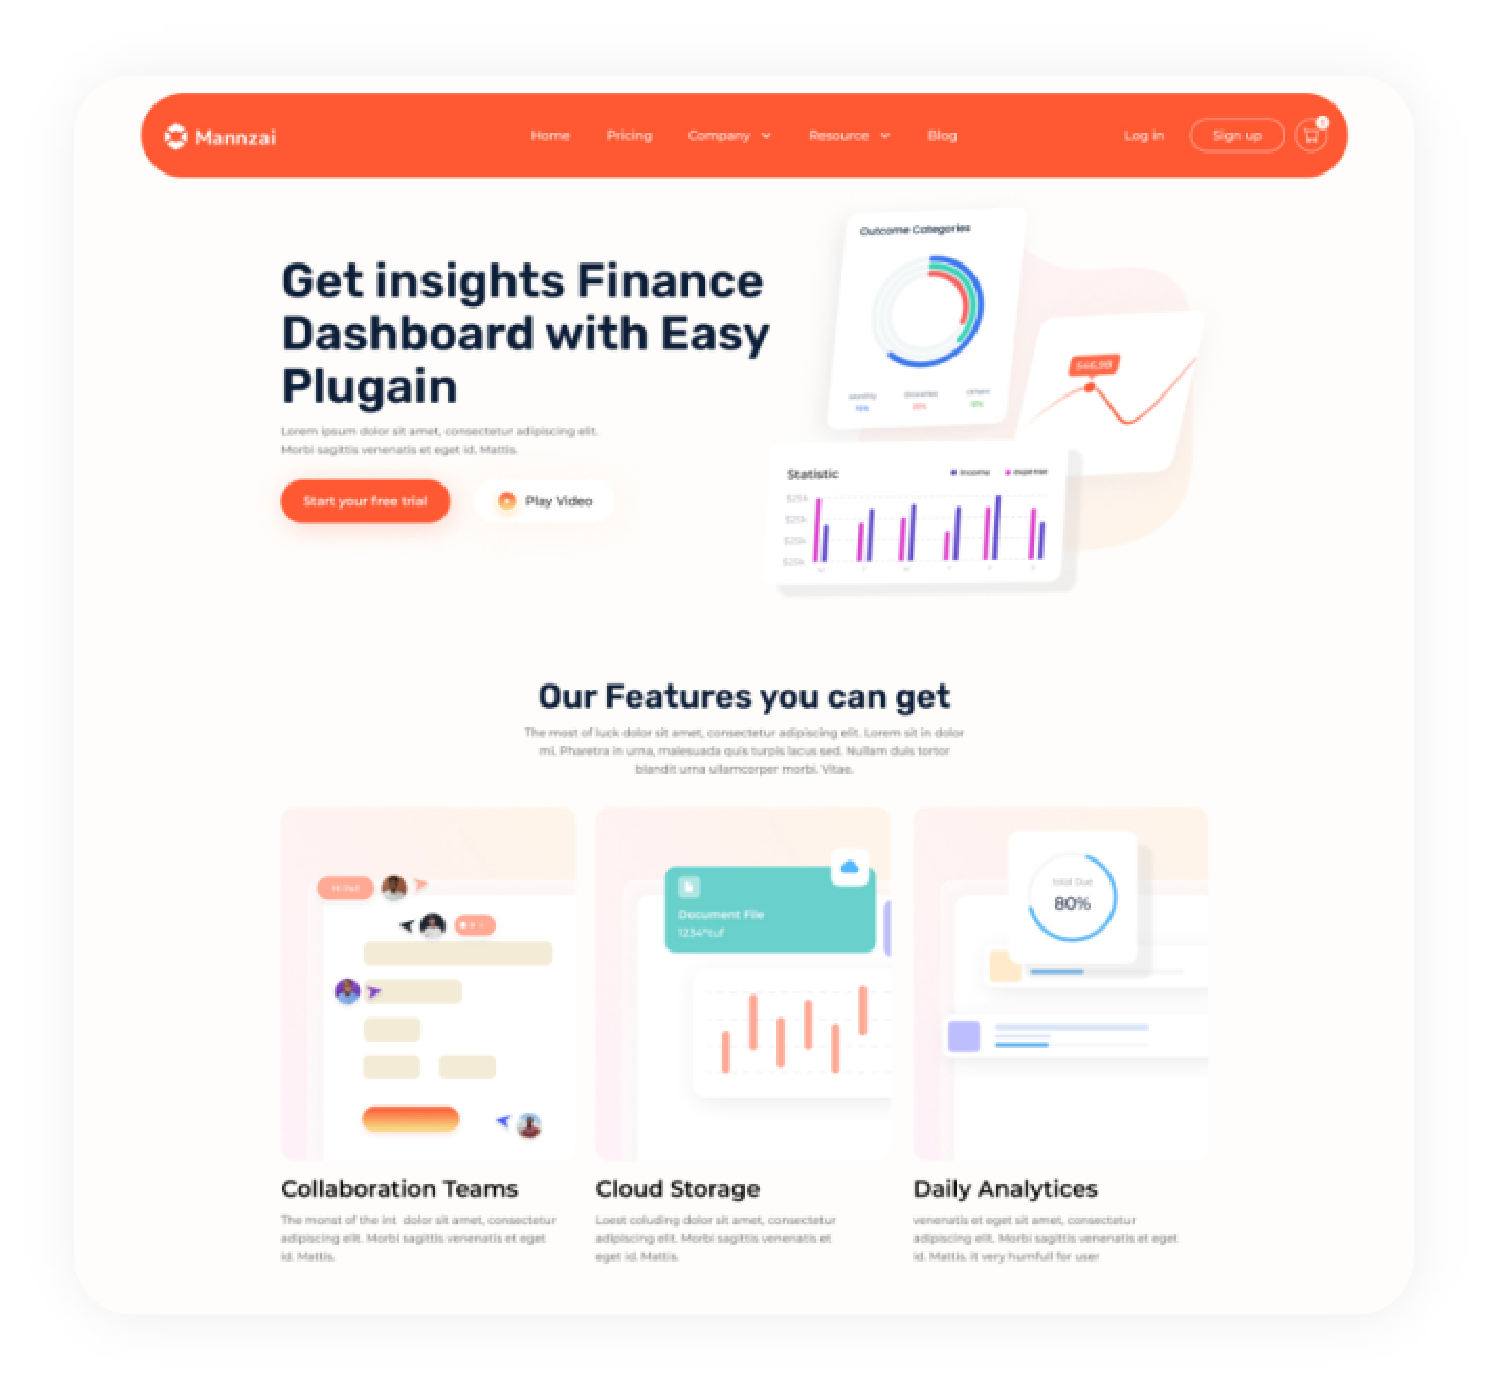 Mannzai
Home Pricing Company Resource Blog
Log in Sign up
Outcome Categories
Get insights Finance
Dashboard with Easy
Plugain
Lorem ipsum dolor sit amet, consectetur adipiscing elit.
Morbi sagittis venenatis et eget id. Mattis.
Start your free trial Play Video
Monthly Groceries Others
Statistic income expense
$25k
$25k
$25k
$25k
Our Features you can get
The most of luck dolor sit amet, consectetur adipiscing elit. Lorem sit in dolor
mi. Pharetra in urna, malesuada quis turpis lacus sed. Nullam duis tortor
blandit urna ullamcorper morbi. Vitae.
Document File
total Due
80%
Collaboration Teams
The monst of the int dolor sit amet, consectetur
adipiscing elit. Morbi sagittis venenatis et eget
id. Mattis.
Cloud Storage
Loest coluding dolor sit amet, consectetur
adipiscing elit. Morbi sagittis venenatis et
eget id. Mattis.
Daily Analytices
venenatis et eget sit amet, consectetur
adipiscing elit. Morbi sagittis venenatis et eget
id. Mattis. it very humfull for user